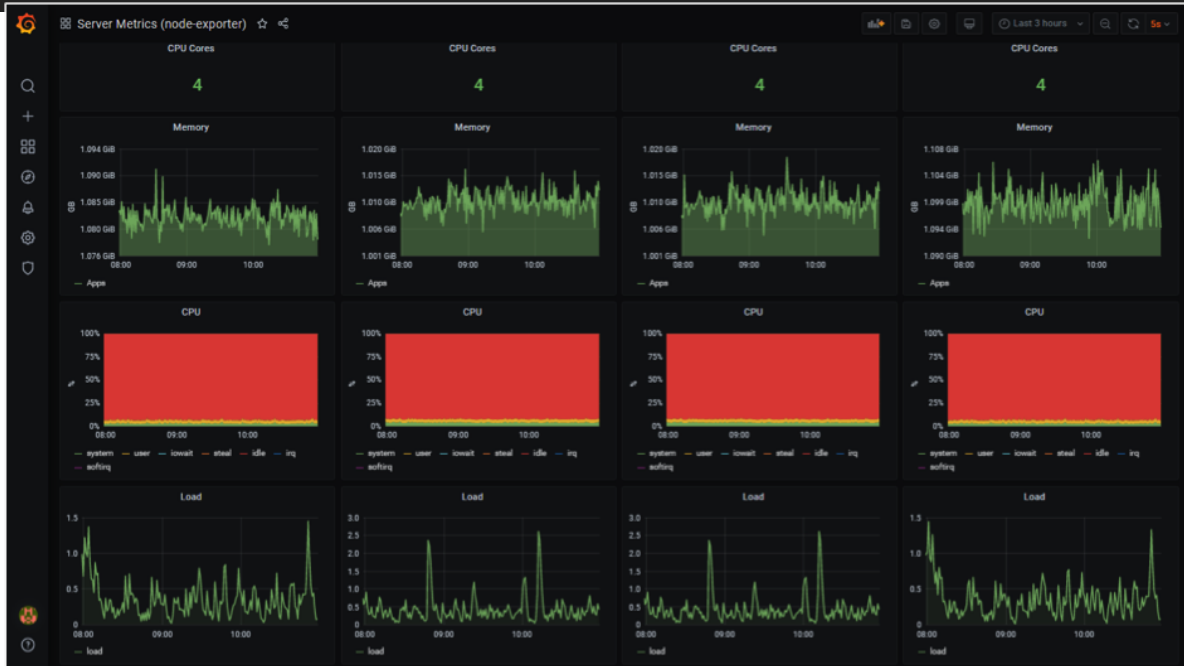 Server Metrics (node-exporter)
Last 3 hours
5s
CPU Cores
4
CPU Cores
4
CPU Cores
4
CPU Cores
4
Memory
1.094 GiB
1.090 GiB
1.085 GiB
1.080 GiB
1.076 GiB
GB
08:00 09:00 10:00
Apps
Memory
1.020 GiB
1.015 GiB
1.010 GiB
1.006 GiB
1.001 GiB
GB
08:00 09:00 10:00
Apps
Memory
1.020 GiB
1.015 GiB
1.010 GiB
1.006 GiB
1.001 GiB
GB
08:00 09:00 10:00
Apps
Memory
1.108 GiB
1.104 GiB
1.099 GiB
1.094 GiB
1.090 GiB
GB
08:00 09:00 10:00
Apps
CPU
100%
75%
50%
25%
0%
%
08:00 09:00 10:00
system user iowait steal idle irq
softirq
CPU
100%
75%
50%
25%
0%
%
08:00 09:00 10:00
system user iowait steal idle irq
softirq
CPU
100%
75%
50%
25%
0%
%
08:00 09:00 10:00
system user iowait steal idle irq
softirq
CPU
100%
75%
50%
25%
0%
%
08:00 09:00 10:00
system user iowait steal idle irq
softirq
Load
1.5
1.0
0.5
0
08:00 09:00 10:00
load
Load
3.0
2.5
2.0
1.5
1.0
0.5
0
08:00 09:00 10:00
load
Load
3.0
2.5
2.0
1.5
1.0
0.5
0
08:00 09:00 10:00
load
Load
1.5
1.0
0.5
0
08:00 09:00 10:00
load